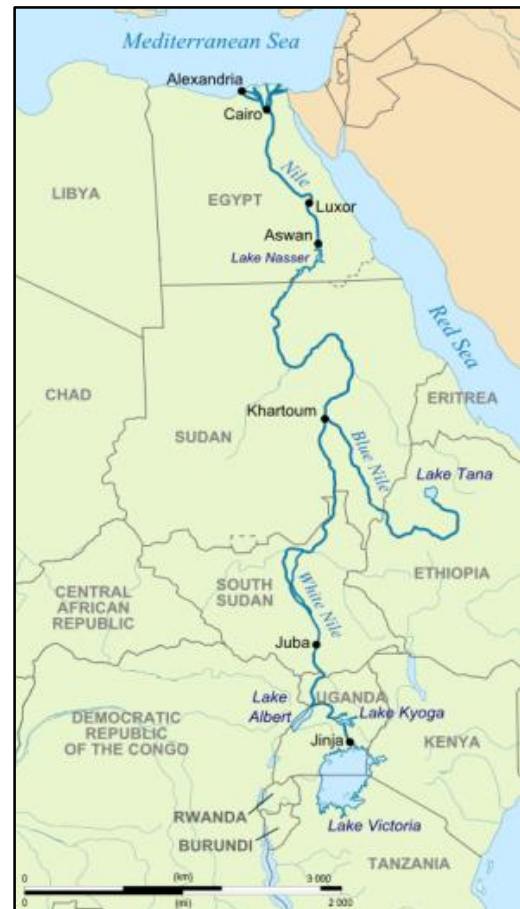 Mediterranean Sea
Alexandria
Cairo
Nile
LIBYA
EGYPT
Luxor
Aswan
Lake Nasser
Red Sea
CHAD
Khartoum
ERITREA
SUDAN
Blue Nile
Lake Tana
ETHIOPIA
CENTRAL
AFRICAN
REPUBLIC
SOUTH
SUDAN
White Nile
Juba
Lake
Albert
UGANDA
Lake Kyoga
DEMOCRATIC
REPUBLIC
OF THE CONGO
Jinja
KENYA
RWANDA
BURUNDI
Lake Victoria
TANZANIA
0 (km) 3 000
0 (mi) 2 000